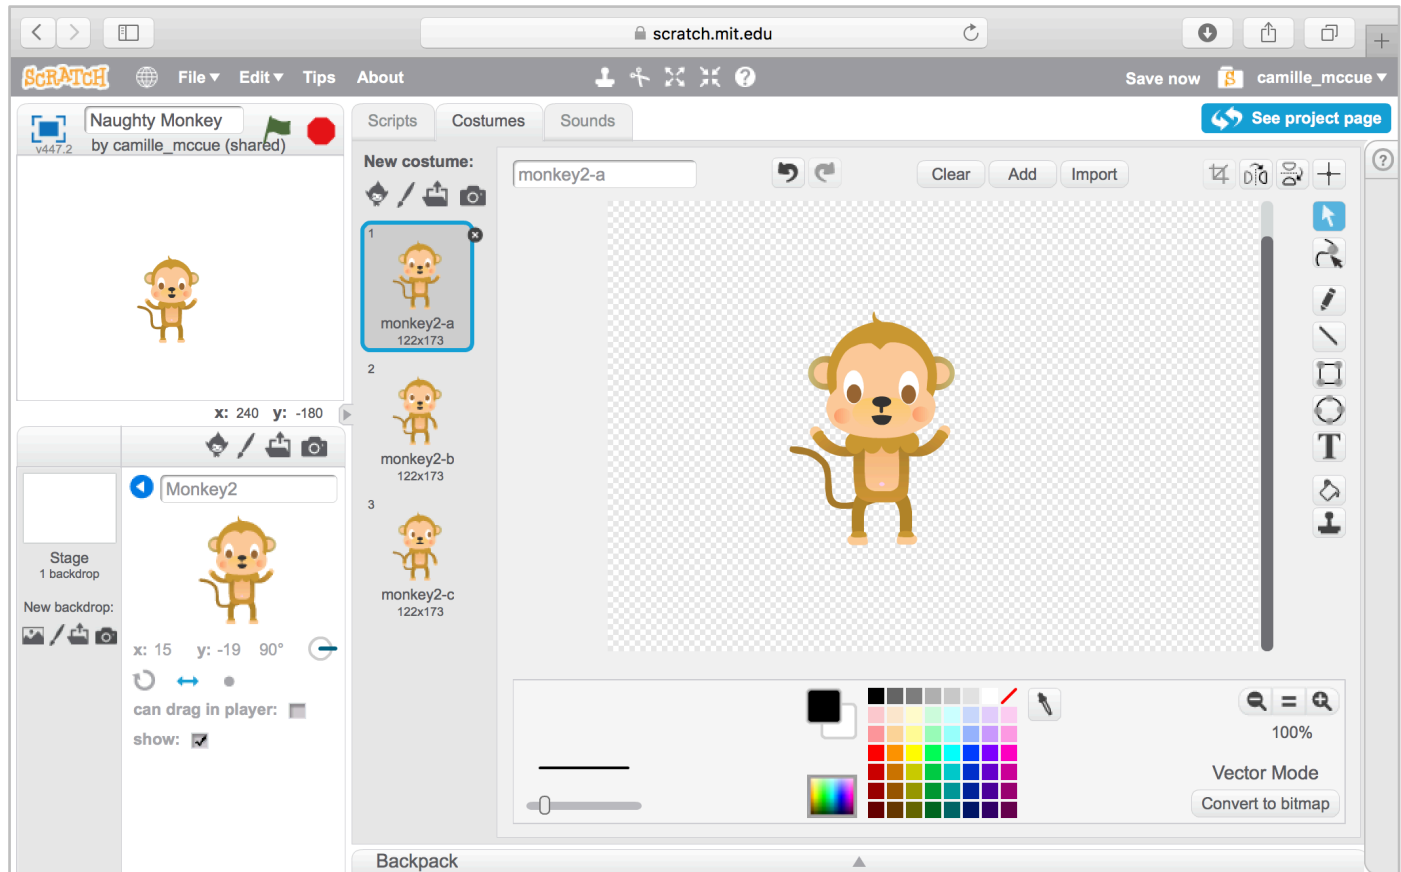 scratch.mit.edu
SCRATCH
File Edit Tips About
Save now
S
camille_mccue
Naughty Monkey
by camille_mccue (shared)
v447.2
Scripts
Costumes
Sounds
See project page
New costume:
monkey2-a
Clear
Add
Import
1
monkey2-a
122x173
2
monkey2-b
122x173
3
monkey2-c
122x173
x: 240 y: -180
Monkey2
Stage
1 backdrop
New backdrop:
x: 15 y: -19 90°
can drag in player:
show:
T
100%
Vector Mode
Convert to bitmap
Backpack